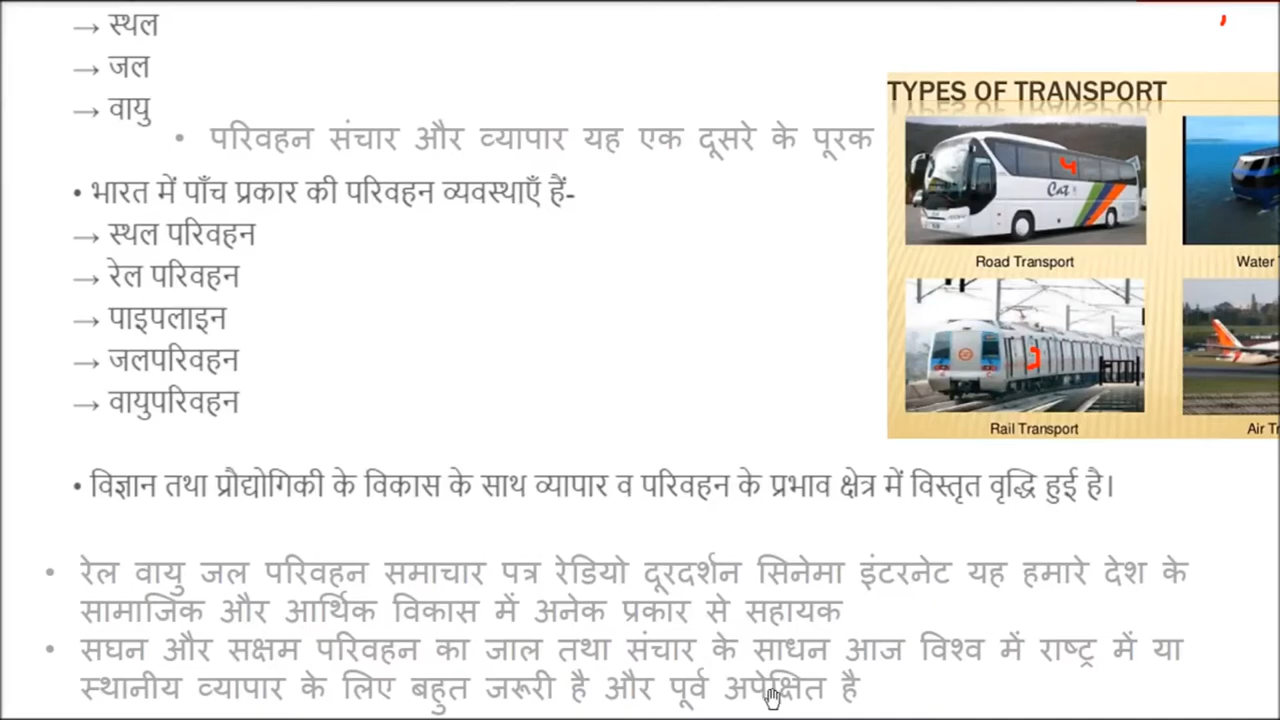 → स्थल
→ जल
→ वायु
• परिवहन संचार और व्यापार यह एक दूसरे के पूरक
• भारत में पाँच प्रकार की परिवहन व्यवस्थाएँ हैं-
→ स्थल परिवहन
→ रेल परिवहन
→ पाइपलाइन
→ जलपरिवहन
→ वायुपरिवहन
TYPES OF TRANSPORT
Road Transport
Water
Rail Transport
Air Tr
• विज्ञान तथा प्रौद्योगिकी के विकास के साथ व्यापार व परिवहन के प्रभाव क्षेत्र में विस्तृत वृद्धि हुई है।
• रेल वायु जल परिवहन समाचार पत्र रेडियो दूरदर्शन सिनेमा इंटरनेट यह हमारे देश के
सामाजिक और आर्थिक विकास में अनेक प्रकार से सहायक
• सघन और सक्षम परिवहन का जाल तथा संचार के साधन आज विश्व में राष्ट्र में या
स्थानीय व्यापार के लिए बहुत जरूरी है और पूर्व अपेक्षित है